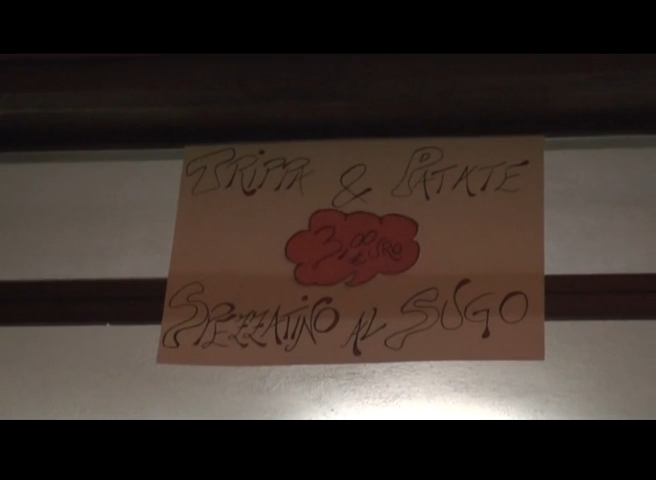 TRIPPA & PATATE
3,00 EURO
SPEZZATINO AL SUGO